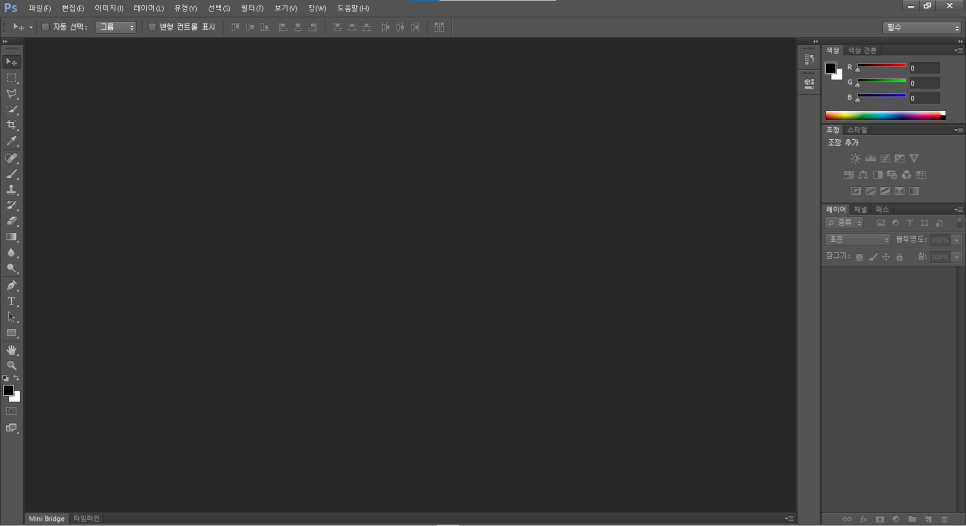 Ps 파일(F) 편집(E) 이미지(I) 레이어(L) 유형(Y) 선택(S) 필터(T) 보기(V) 창(W) 도움말(H)
자동 선택: 그룹 변형 컨트롤 표시 필수
색상 색상 견본
R 0
G 0
B 0
조정 스타일
조정 추가
레이어 채널 패스
종류
표준 불투명도: 100%
잠그기: 칠: 100%
fx
Mini Bridge 타임라인